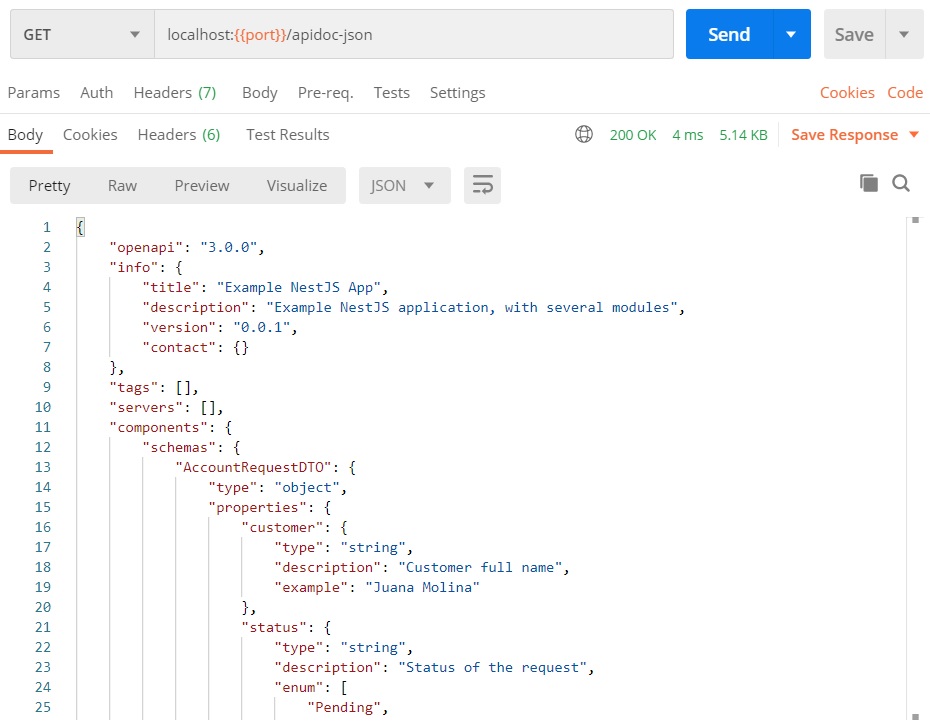 GET localhost:{{port}}/apidoc-json Send Save
Params Auth Headers (7) Body Pre-req. Tests Settings Cookies Code
Body Cookies Headers (6) Test Results 200 OK 4 ms 5.14 KB Save Response
Pretty Raw Preview Visualize JSON
1 {
2 "openapi": "3.0.0",
3 "info": {
4 "title": "Example NestJS App",
5 "description": "Example NestJS application, with several modules",
6 "version": "0.0.1",
7 "contact": {}
8 },
9 "tags": [],
10 "servers": [],
11 "components": {
12 "schemas": {
13 "AccountRequestDTO": {
14 "type": "object",
15 "properties": {
16 "customer": {
17 "type": "string",
18 "description": "Customer full name",
19 "example": "Juana Molina"
20 },
21 "status": {
22 "type": "string",
23 "description": "Status of the request",
24 "enum": [
25 "Pending",